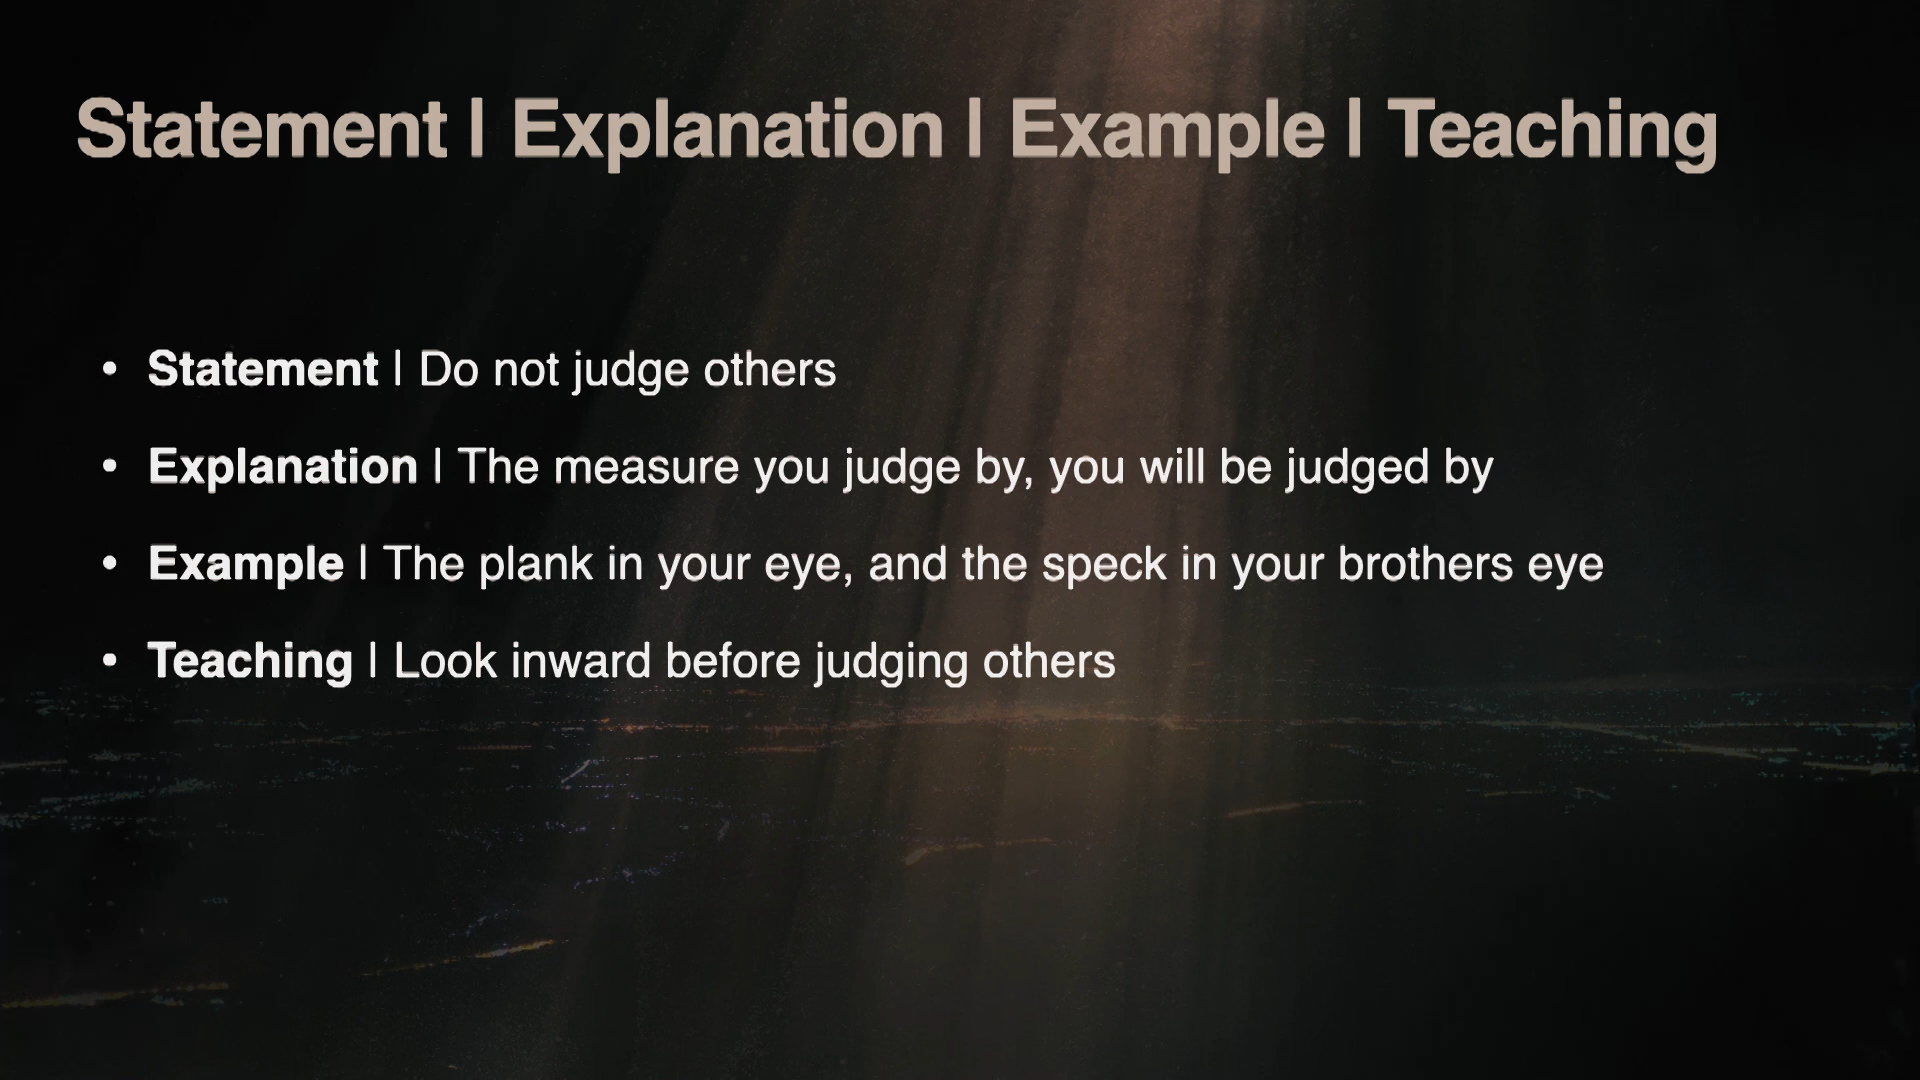 Statement | Explanation | Example | Teaching
• Statement | Do not judge others
• Explanation | The measure you judge by, you will be judged by
• Example | The plank in your eye, and the speck in your brothers eye
• Teaching | Look inward before judging others